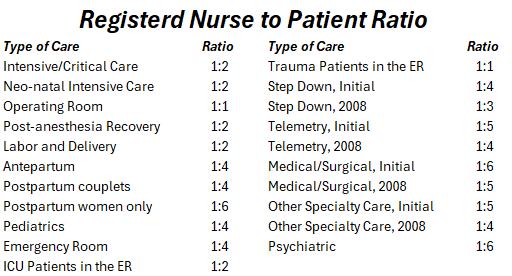 Registerd Nurse to Patient Ratio
Type of Care Ratio Type of Care Ratio
Intensive/Critical Care 1:2 Trauma Patients in the ER 1:1
Neo-natal Intensive Care 1:2 Step Down, Initial 1:4
Operating Room 1:1 Step Down, 2008 1:3
Post-anesthesia Recovery 1:2 Telemetry, Initial 1:5
Labor and Delivery 1:2 Telemetry, 2008 1:4
Antepartum 1:4 Medical/Surgical, Initial 1:6
Postpartum couplets 1:4 Medical/Surgical, 2008 1:5
Postpartum women only 1:6 Other Specialty Care, Initial 1:5
Pediatrics 1:4 Other Specialty Care, 2008 1:4
Emergency Room 1:4 Psychiatric 1:6
ICU Patients in the ER 1:2